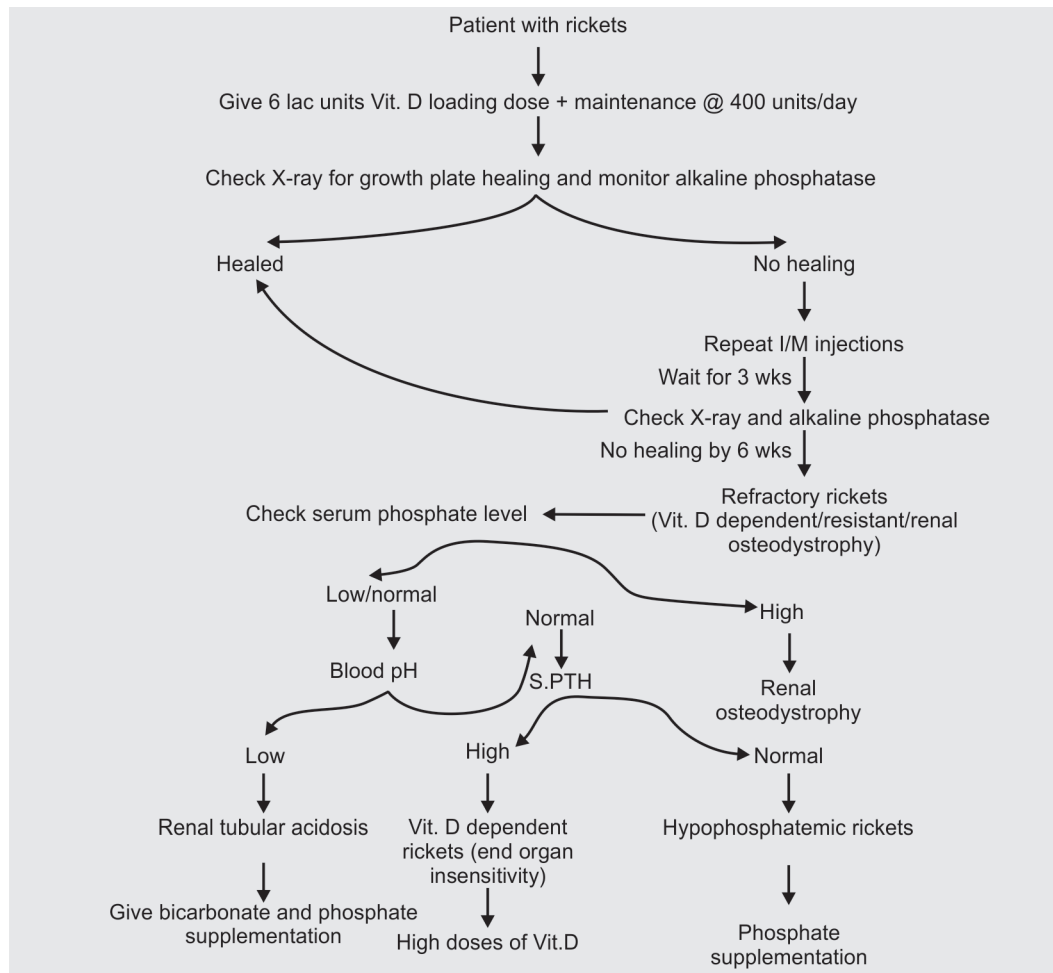 Patient with rickets
Give 6 lac units Vit. D loading dose + maintenance @ 400 units/day
Check X-ray for growth plate healing and monitor alkaline phosphatase
Healed
No healing
Repeat I/M injections
Wait for 3 wks
Check X-ray and alkaline phosphatase
No healing by 6 wks
Refractory rickets
(Vit. D dependent/resistant/renal
osteodystrophy)
Check serum phosphate level
Low/normal
High
Normal
Blood pH
S.PTH
Renal
osteodystrophy
Low
High
Normal
Renal tubular acidosis
Vit. D dependent
rickets (end organ
insensitivity)
Hypophosphatemic rickets
Give bicarbonate and phosphate
supplementation
High doses of Vit.D
Phosphate
supplementation